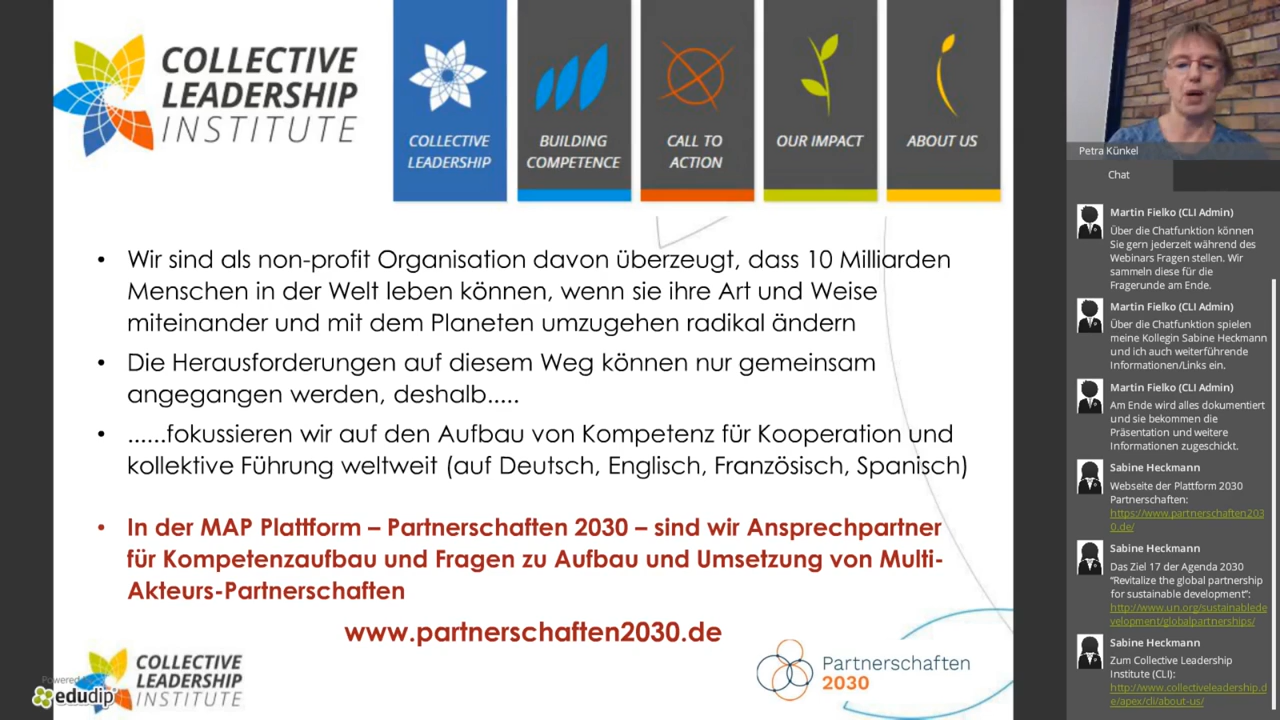 COLLECTIVE
LEADERSHIP
INSTITUTE
COLLECTIVE
LEADERSHIP
BUILDING
COMPETENCE
CALL TO
ACTION
OUR IMPACT
ABOUT US
• Wir sind als non-profit Organisation davon überzeugt, dass 10 Milliarden
Menschen in der Welt leben können, wenn sie ihre Art und Weise
miteinander und mit dem Planeten umzugehen radikal ändern
• Die Herausforderungen auf diesem Weg können nur gemeinsam
angegangen werden, deshalb.....
• ......fokussieren wir auf den Aufbau von Kompetenz für Kooperation und
kollektive Führung weltweit (auf Deutsch, Englisch, Französisch, Spanisch)
• In der MAP Plattform – Partnerschaften 2030 – sind wir Ansprechpartner
für Kompetenzaufbau und Fragen zu Aufbau und Umsetzung von Multi-
Akteurs-Partnerschaften
www.partnerschaften2030.de
COLLECTIVE
LEADERSHIP
INSTITUTE
Powered by
edudip
Partnerschaften
2030
Petra Künkel
Chat
Martin Fielko (CLI Admin)
Über die Chatfunktion können
Sie gern jederzeit während des
Webinars Fragen stellen. Wir
sammeln diese für die
Fragerunde am Ende.
Martin Fielko (CLI Admin)
Über die Chatfunktion spielen
meine Kollegin Sabine Heckmann
und ich auch weiterführende
Informationen/Links ein.
Martin Fielko (CLI Admin)
Am Ende wird alles dokumentiert
und sie bekommen die
Präsentation und weitere
Informationen zugeschickt.
Sabine Heckmann
Webseite der Plattform 2030
Partnerschaften:
https://www.partnerschaften203
0.de/
Sabine Heckmann
Das Ziel 17 der Agenda 2030
"Revitalize the global partnership
for sustainable development":
http://www.un.org/sustainablede
velopment/globalpartnerships/
Sabine Heckmann
Zum Collective Leadership
Institute (CLI):
http://www.collectiveleadership.d
e/apex/cli/about-us/